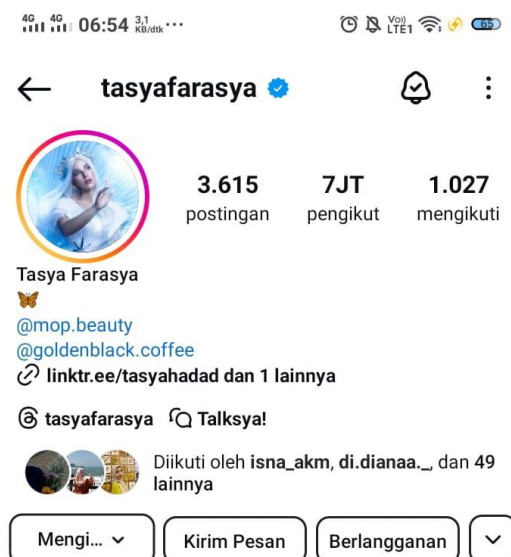 4G 4G 06:54 3,1 KB/dtk ··· Vo)) LTE1 65
tasyafarasya
3.615 7JT 1.027
postingan pengikut mengikuti
Tasya Farasya
@mop.beauty
@goldenblack.coffee
linktr.ee/tasyahadad dan 1 lainnya
tasyafarasya Talksya!
Diikuti oleh isna_akm, di.dianaa._, dan 49
lainnya
Mengi... Kirim Pesan Berlangganan